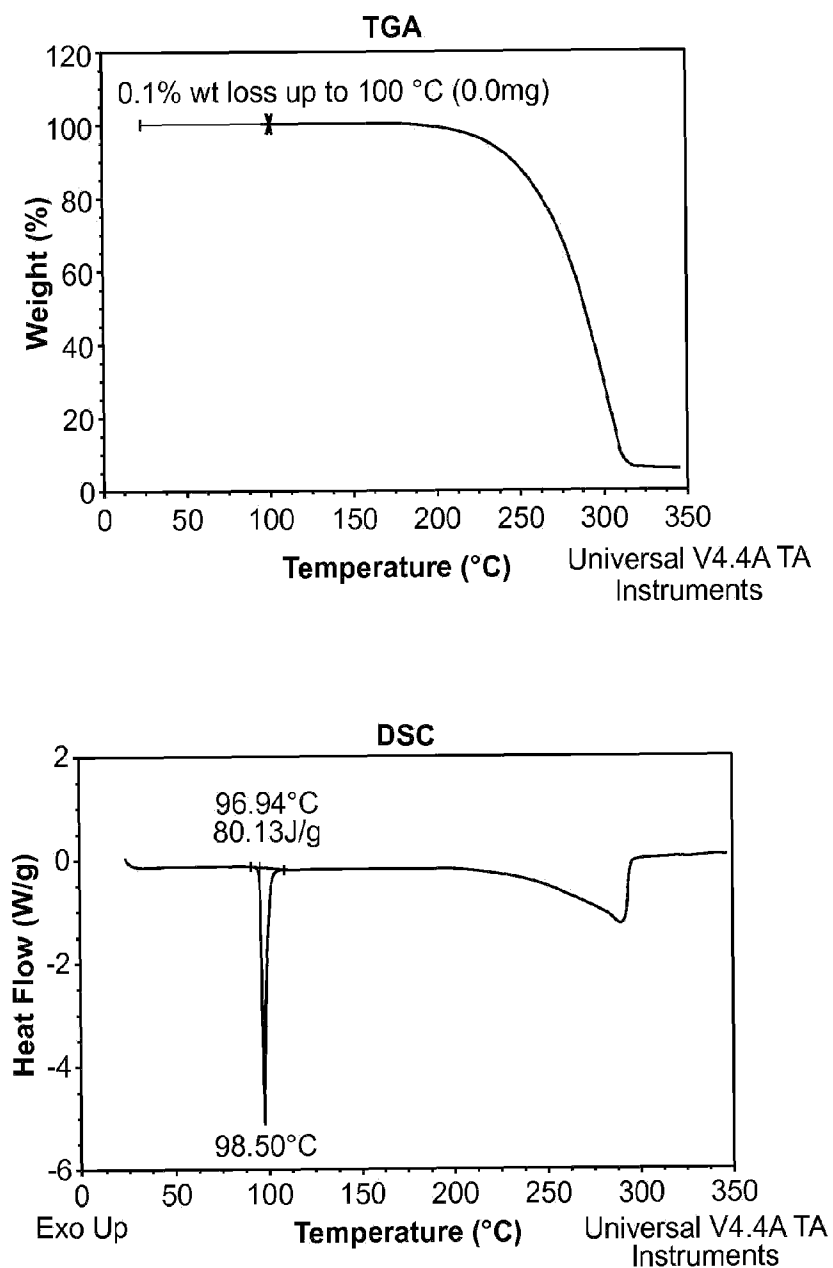 TGA
120
0.1% wt loss up to 100 °C (0.0mg)
100
80
60
40
20
0
Weight (%)
0 50 100 150 200 250 300 350
Temperature (°C)
Universal V4.4A TA
Instruments
DSC
2
96.94°C
80.13J/g
0
-2
-4
98.50°C
-6
Heat Flow (W/g)
0 50 100 150 200 250 300 350
Exo Up
Temperature (°C)
Universal V4.4A TA
Instruments